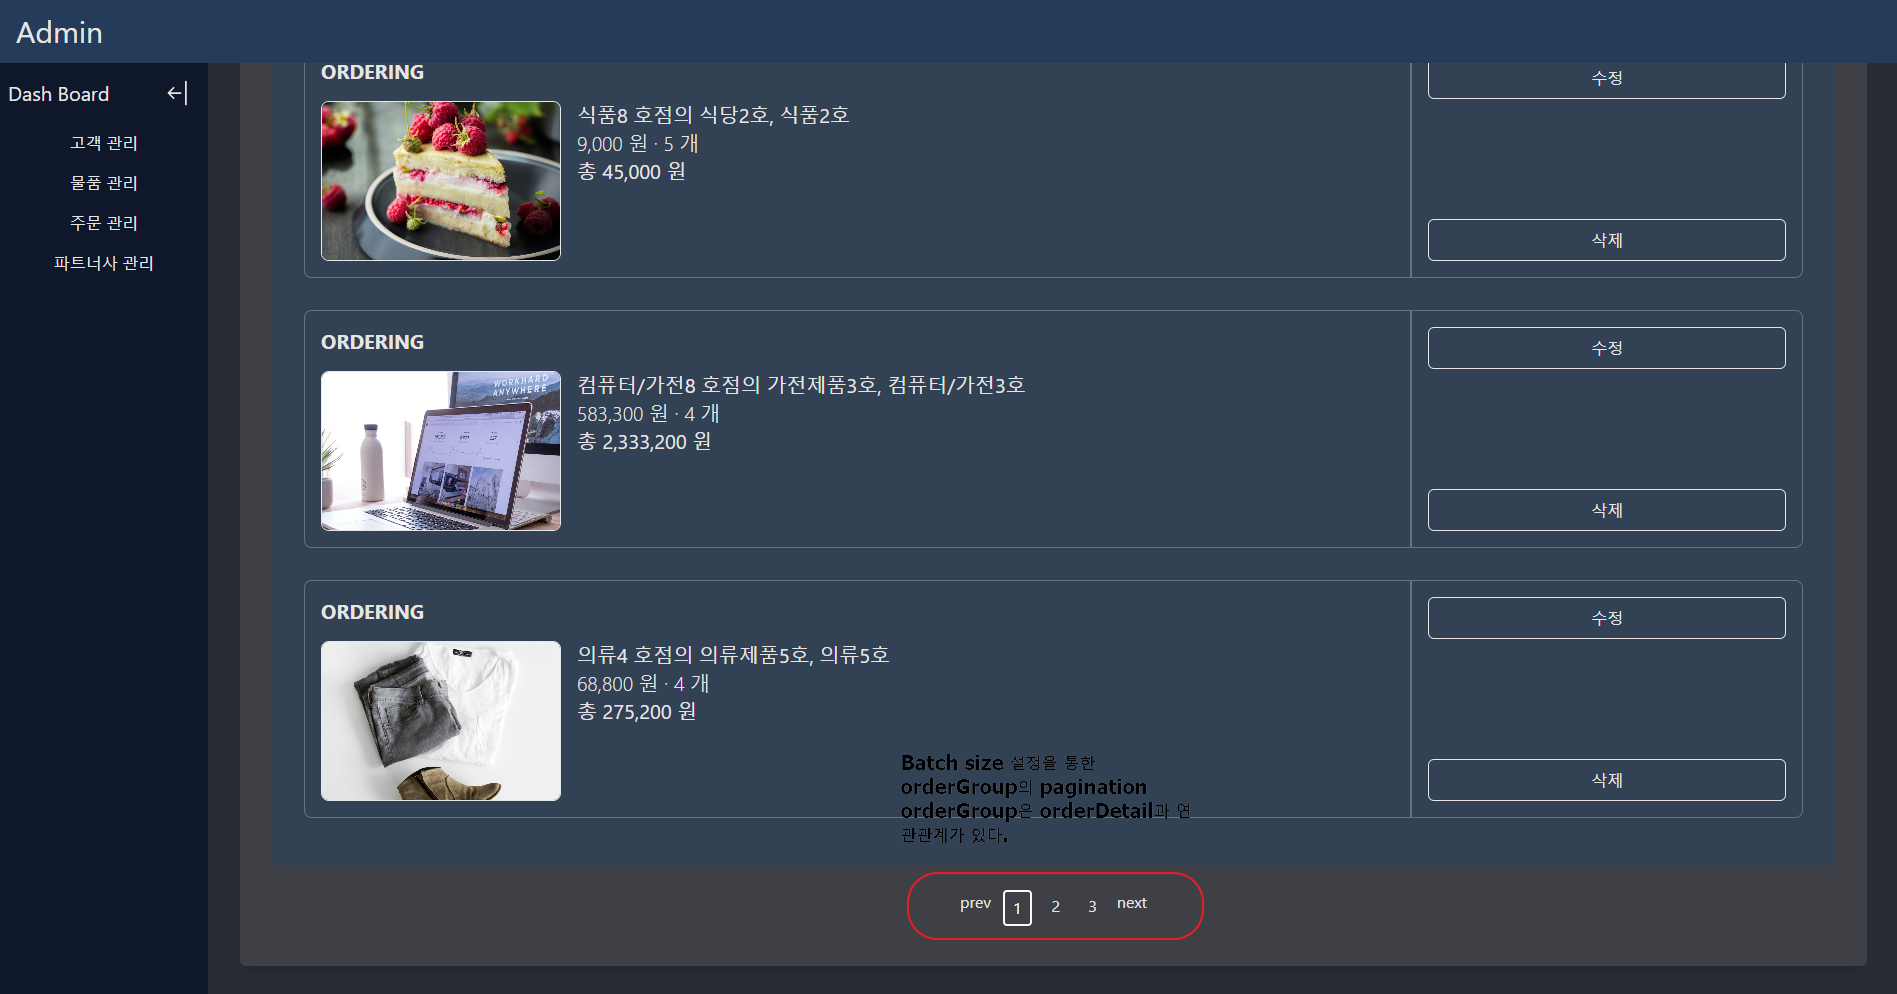 Admin
Dash Board
고객 관리
물품 관리
주문 관리
파트너사 관리
ORDERING
식품8 호점의 식당2호, 식품2호
9,000 원 · 5 개
총 45,000 원
수정
삭제
ORDERING
WORKHARD
ANYWHERE
컴퓨터/가전8 호점의 가전제품3호, 컴퓨터/가전3호
583,300 원 · 4 개
총 2,333,200 원
수정
삭제
ORDERING
의류4 호점의 의류제품5호, 의류5호
68,800 원 · 4 개
총 275,200 원
수정
삭제
Batch size 설정을 통한
orderGroup의 pagination
orderGroup은 orderDetail과 연
관관계가 있다.
prev 1 2 3 next